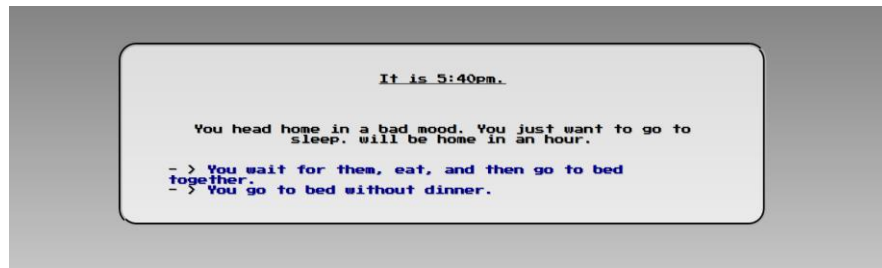 It is 5:40pm.
You head home in a bad mood. You just want to go to
sleep. will be home in an hour.
- > You wait for them, eat, and then go to bed
together.
- > You go to bed without dinner.